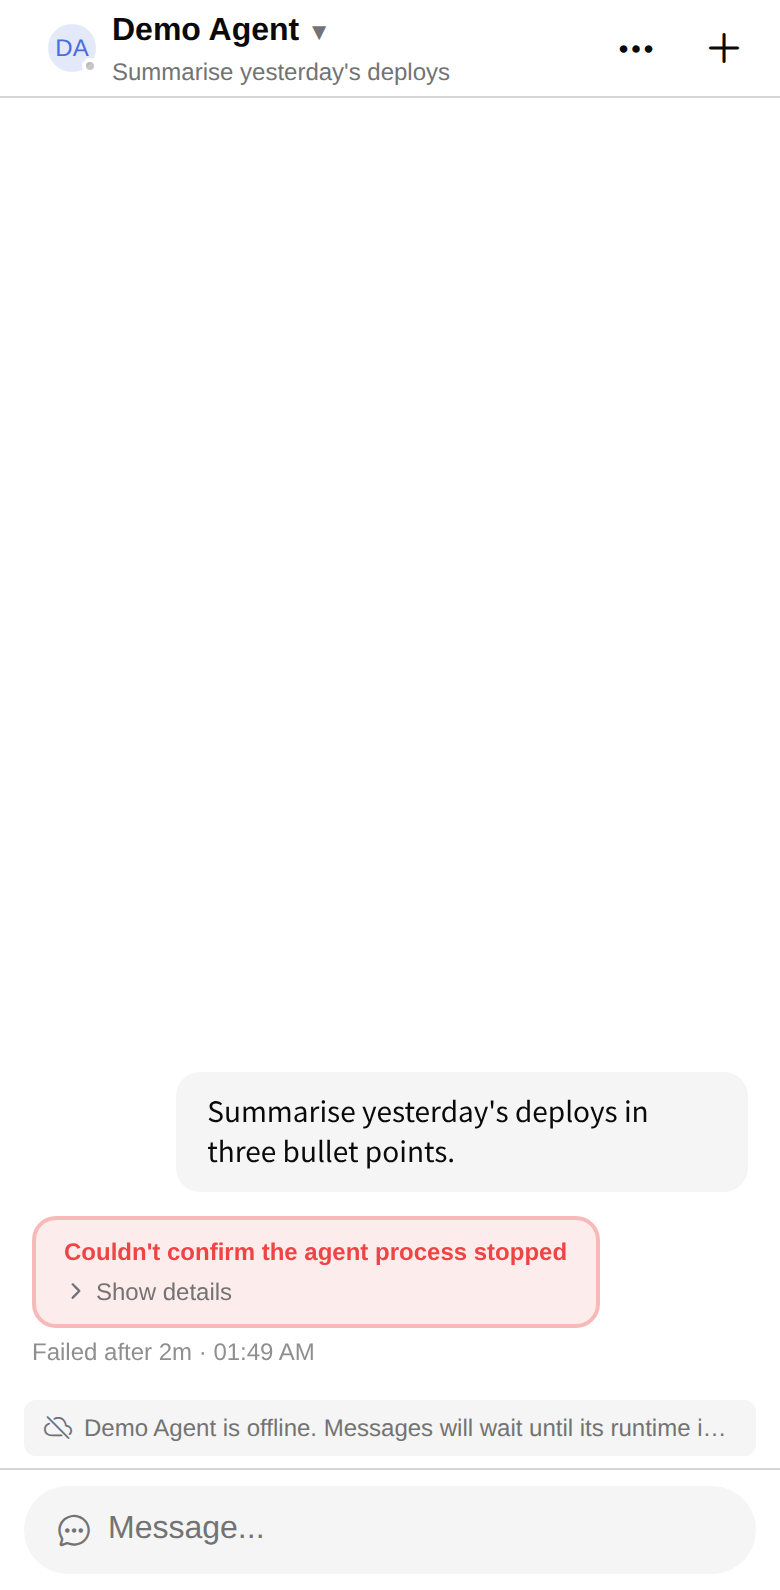 DA
Demo Agent
Summarise yesterday's deploys
Summarise yesterday's deploys in
three bullet points.
Couldn't confirm the agent process stopped
Show details
Failed after 2m · 01:49 AM
Demo Agent is offline. Messages will wait until its runtime i…
Message...